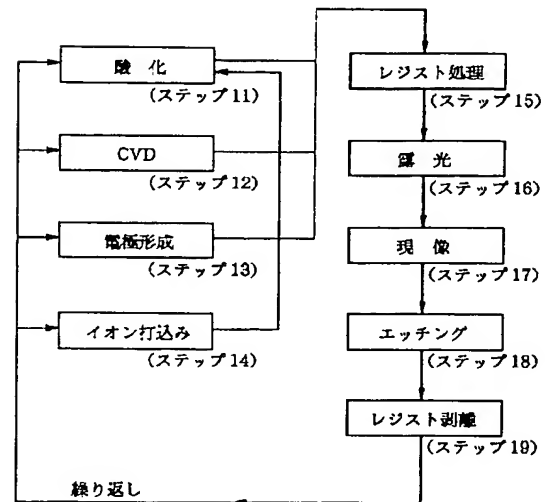 酸化
(ステップ11)
CVD
(ステップ12)
電極形成
(ステップ13)
イオン打込み
(ステップ14)
レジスト処理
(ステップ15)
露光
(ステップ16)
現像
(ステップ17)
エッチング
(ステップ18)
レジスト剥離
(ステップ19)
繰り返し